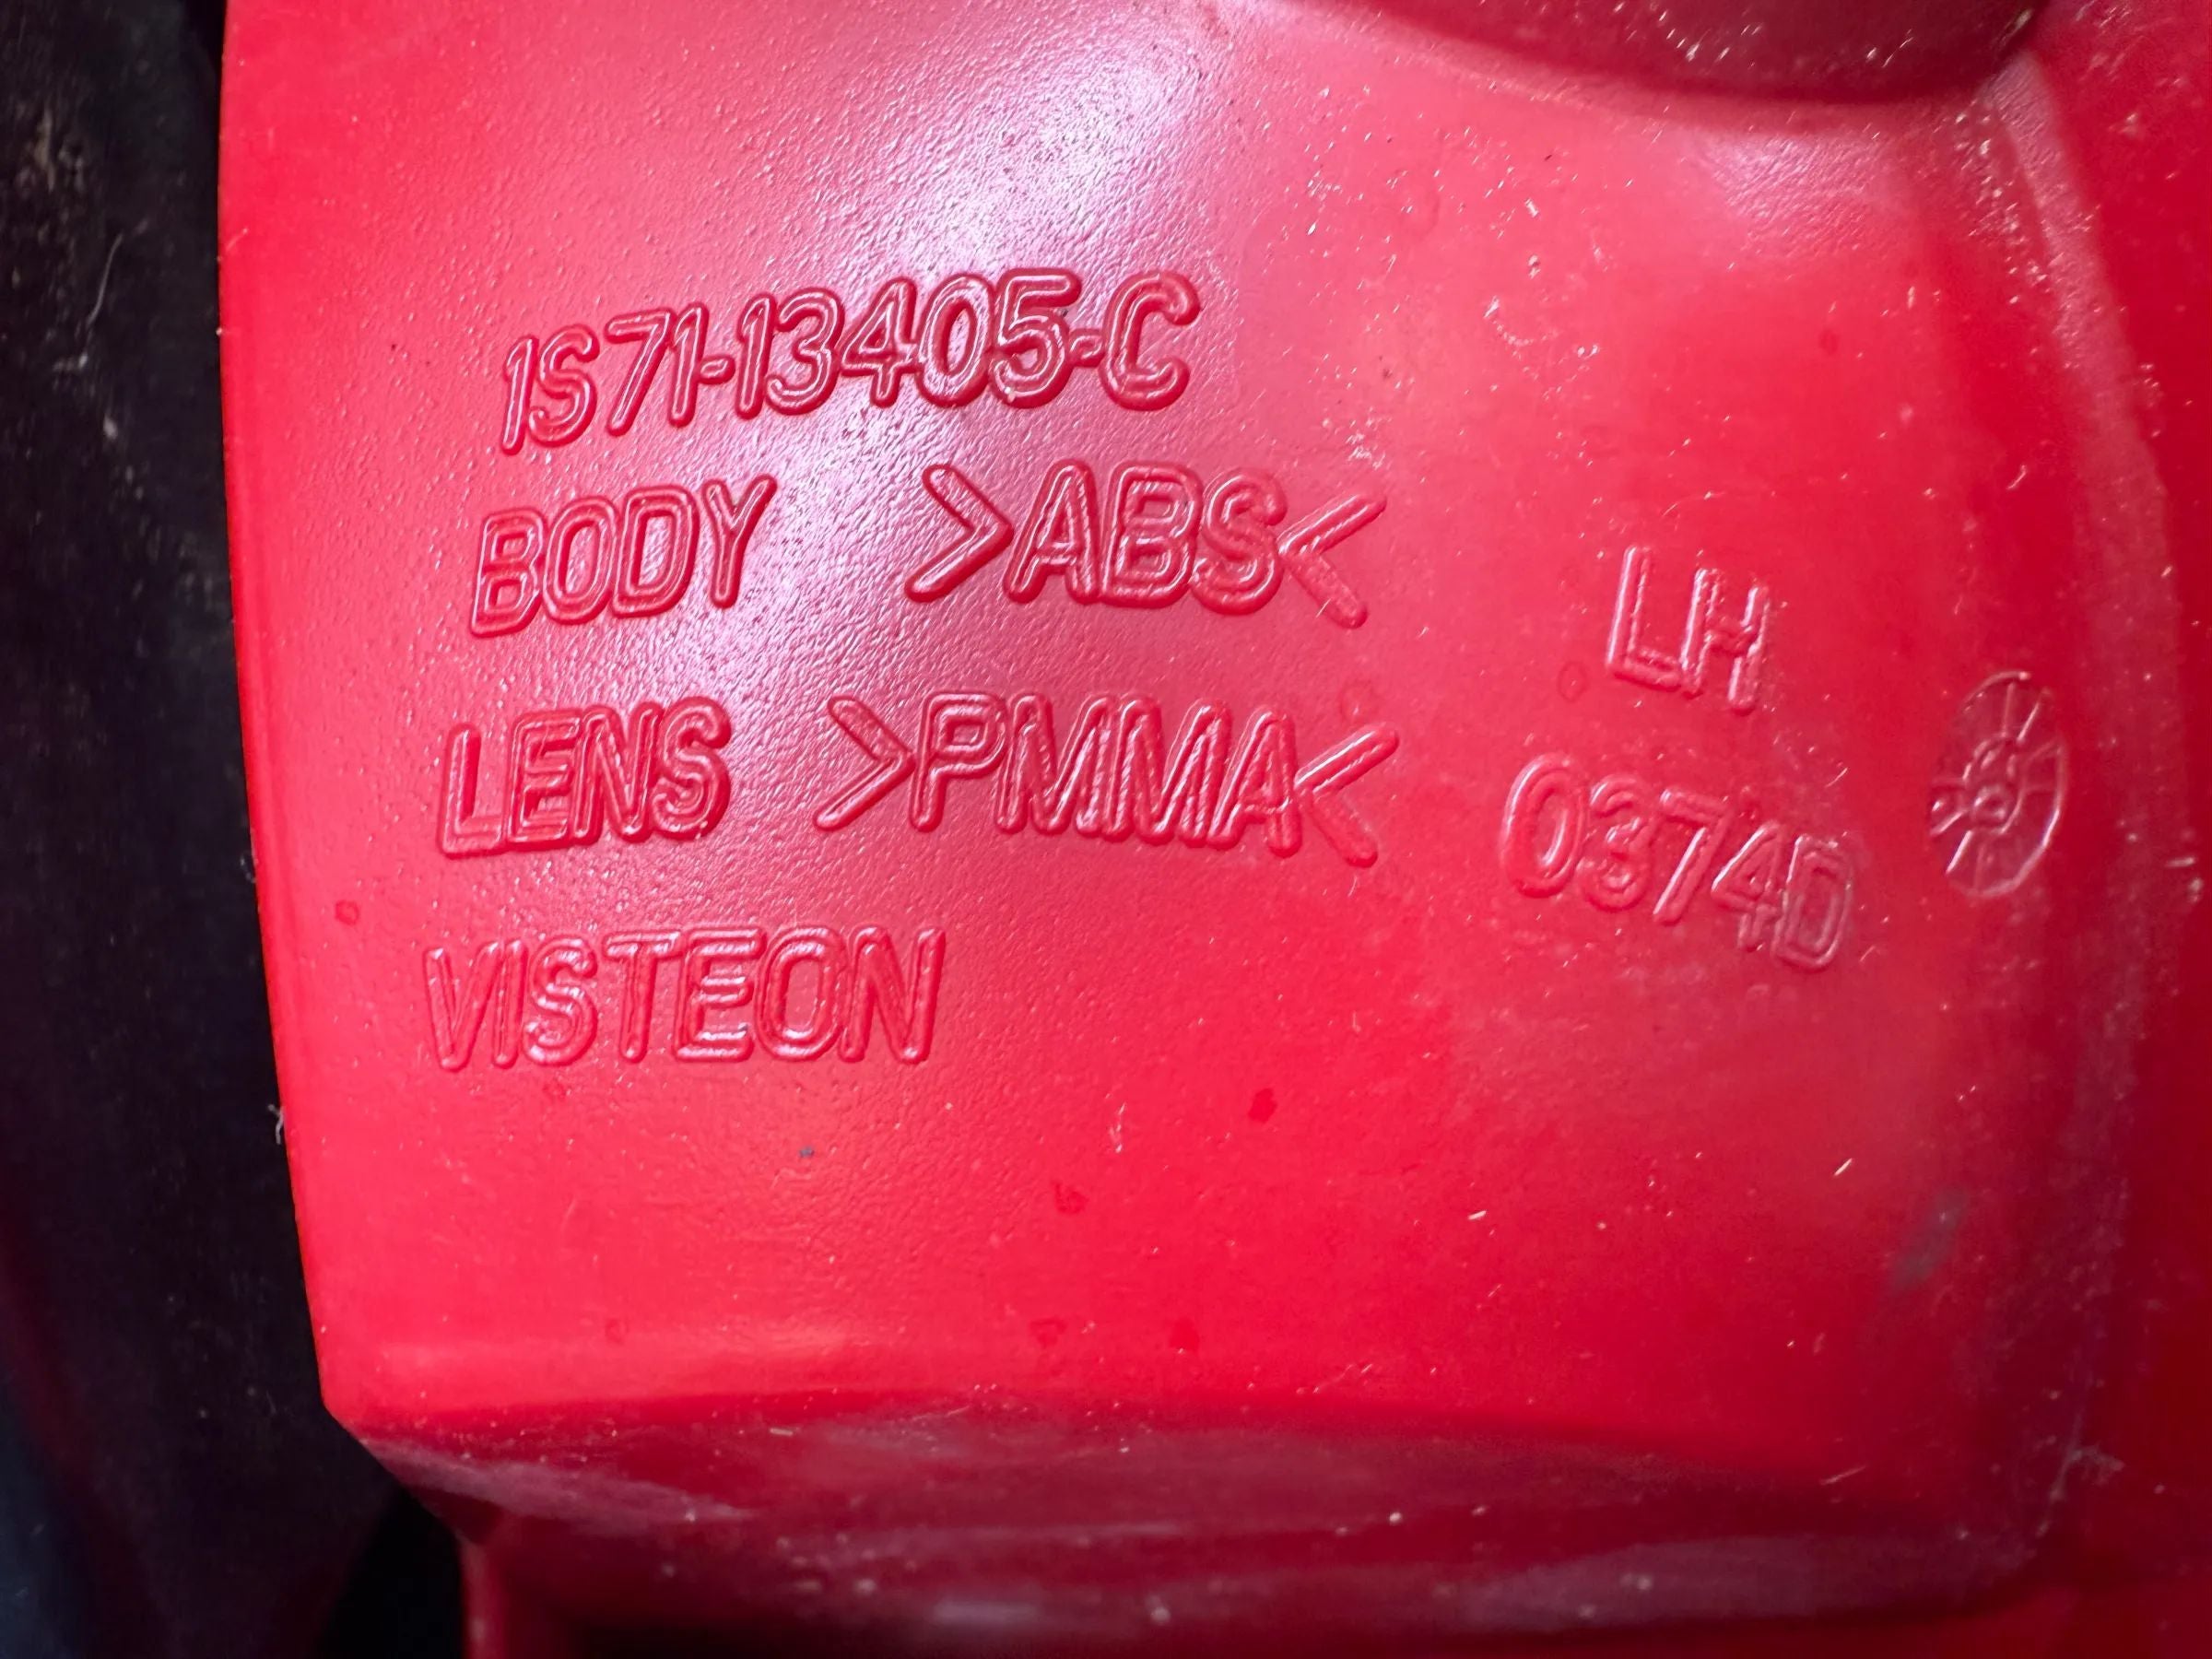 1S71-13405-C
BODY >ABS<
LENS >PMMA<
VISTEON
LH
0374D